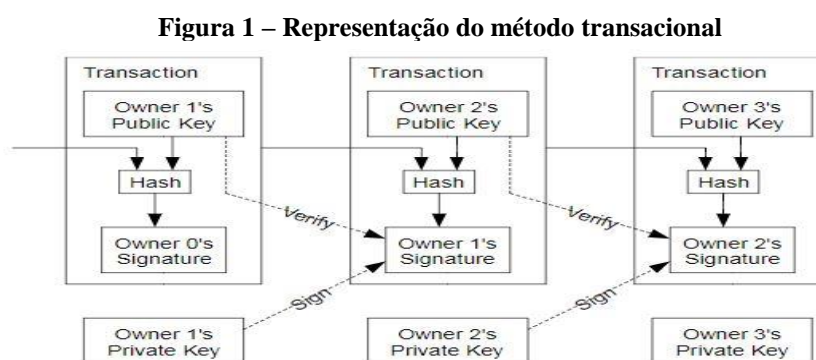 Figura 1 – Representação do método transacional
Transaction
Owner 1's
Public Key
Hash
Owner 0's
Signature
Verify
Transaction
Owner 2's
Public Key
Hash
Owner 1's
Signature
Verify
Transaction
Owner 3's
Public Key
Hash
Owner 2's
Signature
Sign
Sign
Owner 1's
Private Key
Owner 2's
Private Key
Owner 3's
Private Key